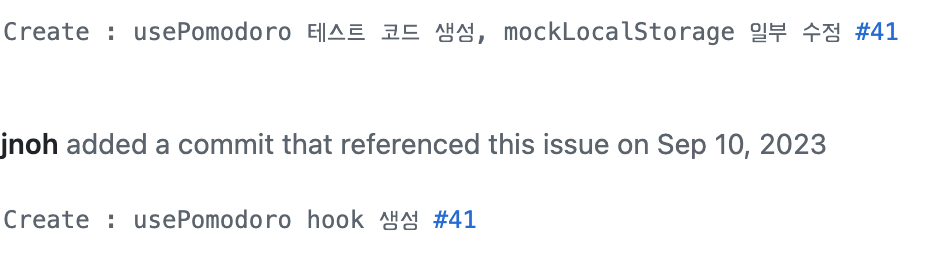 Create : usePomodoro 테스트 코드 생성, mockLocalStorage 일부 수정 #41
jnoh added a commit that referenced this issue on Sep 10, 2023
Create : usePomodoro hook 생성 #41